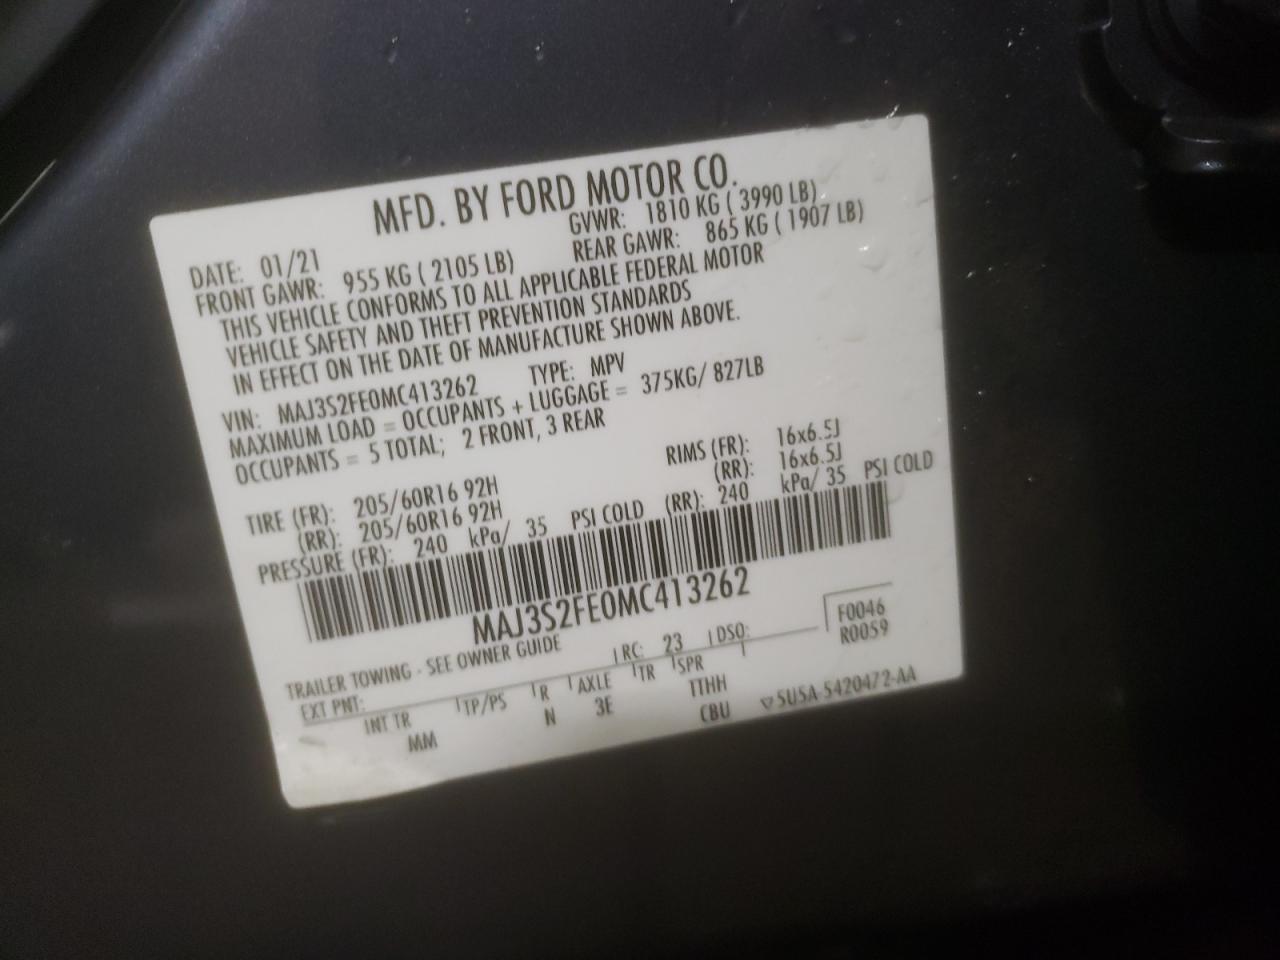 MFD. BY FORD MOTOR CO.
DATE: 01/21 GVWR: 1810 KG ( 3990 LB)
FRONT GAWR: 955 KG ( 2105 LB) REAR GAWR: 865 KG ( 1907 LB)
THIS VEHICLE CONFORMS TO ALL APPLICABLE FEDERAL MOTOR
VEHICLE SAFETY AND THEFT PREVENTION STANDARDS
IN EFFECT ON THE DATE OF MANUFACTURE SHOWN ABOVE.
VIN: MAJ3S2FE0MC413262 TYPE: MPV
MAXIMUM LOAD = OCCUPANTS + LUGGAGE = 375KG/ 827LB
OCCUPANTS = 5 TOTAL; 2 FRONT, 3 REAR
TIRE (FR): 205/60R16 92H RIMS (FR): 16x6.5J
(RR): 205/60R16 92H (RR): 16x6.5J
PRESSURE (FR): 240 kPa/ 35 PSI COLD (RR): 240 kPa/ 35 PSI COLD
MAJ3S2FE0MC413262
TRAILER TOWING - SEE OWNER GUIDE
F0046
EXT PNT: RC: 23 DSO: R0059
INT TR TP/PS R AXLE TR SPR
MM N 3E TTHH
CBU ▽5U5A-5420472-AA